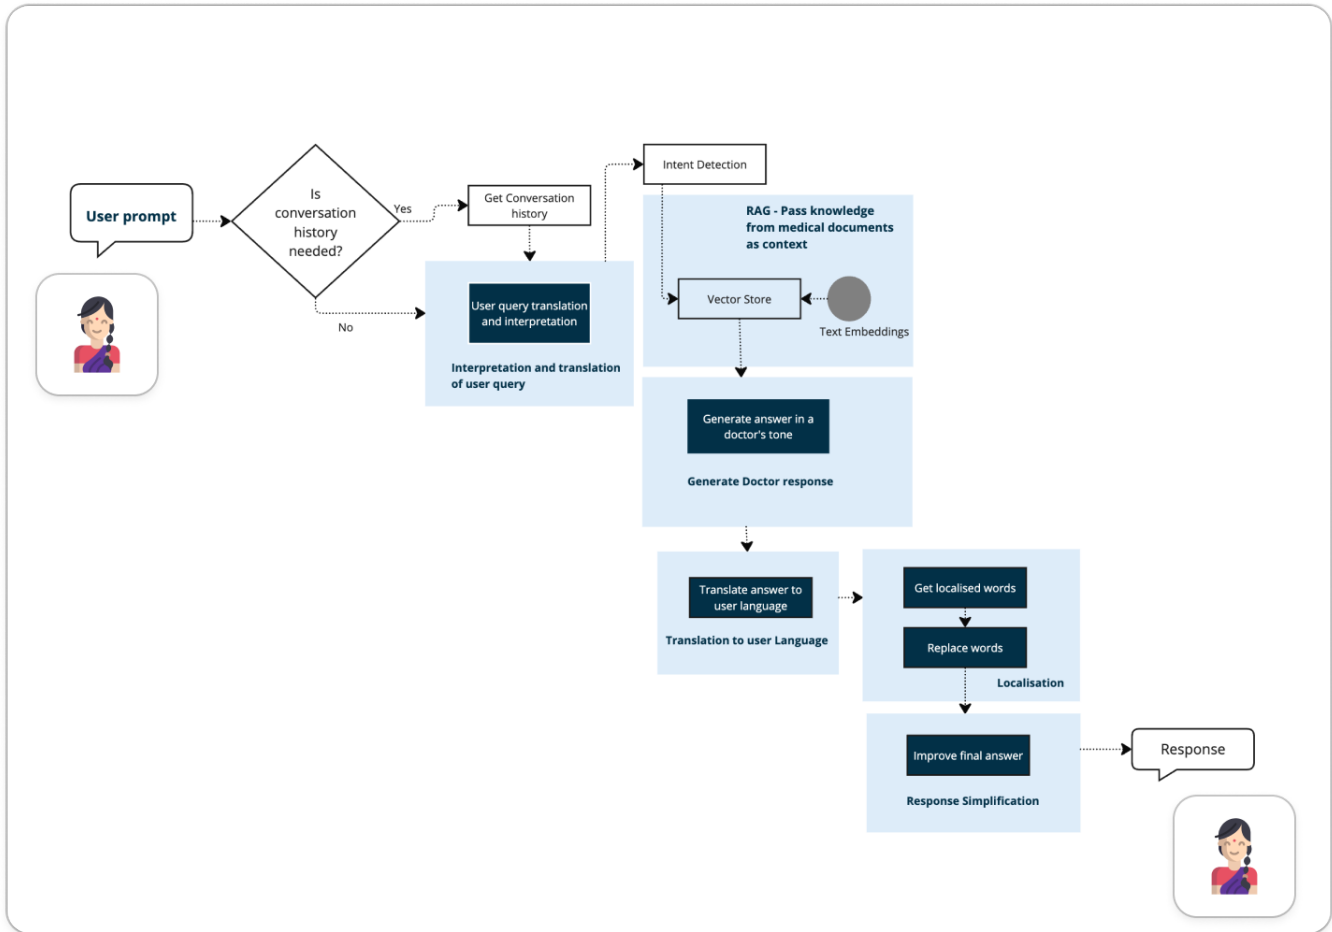 User prompt
Is
conversation
history
needed?
Yes
No
Get Conversation
history
User query translation
and interpretation
Interpretation and translation
of user query
Intent Detection
RAG - Pass knowledge
from medical documents
as context
Vector Store
Text Embeddings
Generate answer in a
doctor's tone
Generate Doctor response
Translate answer to
user language
Translation to user Language
Get localised words
Replace words
Localisation
Improve final answer
Response Simplification
Response